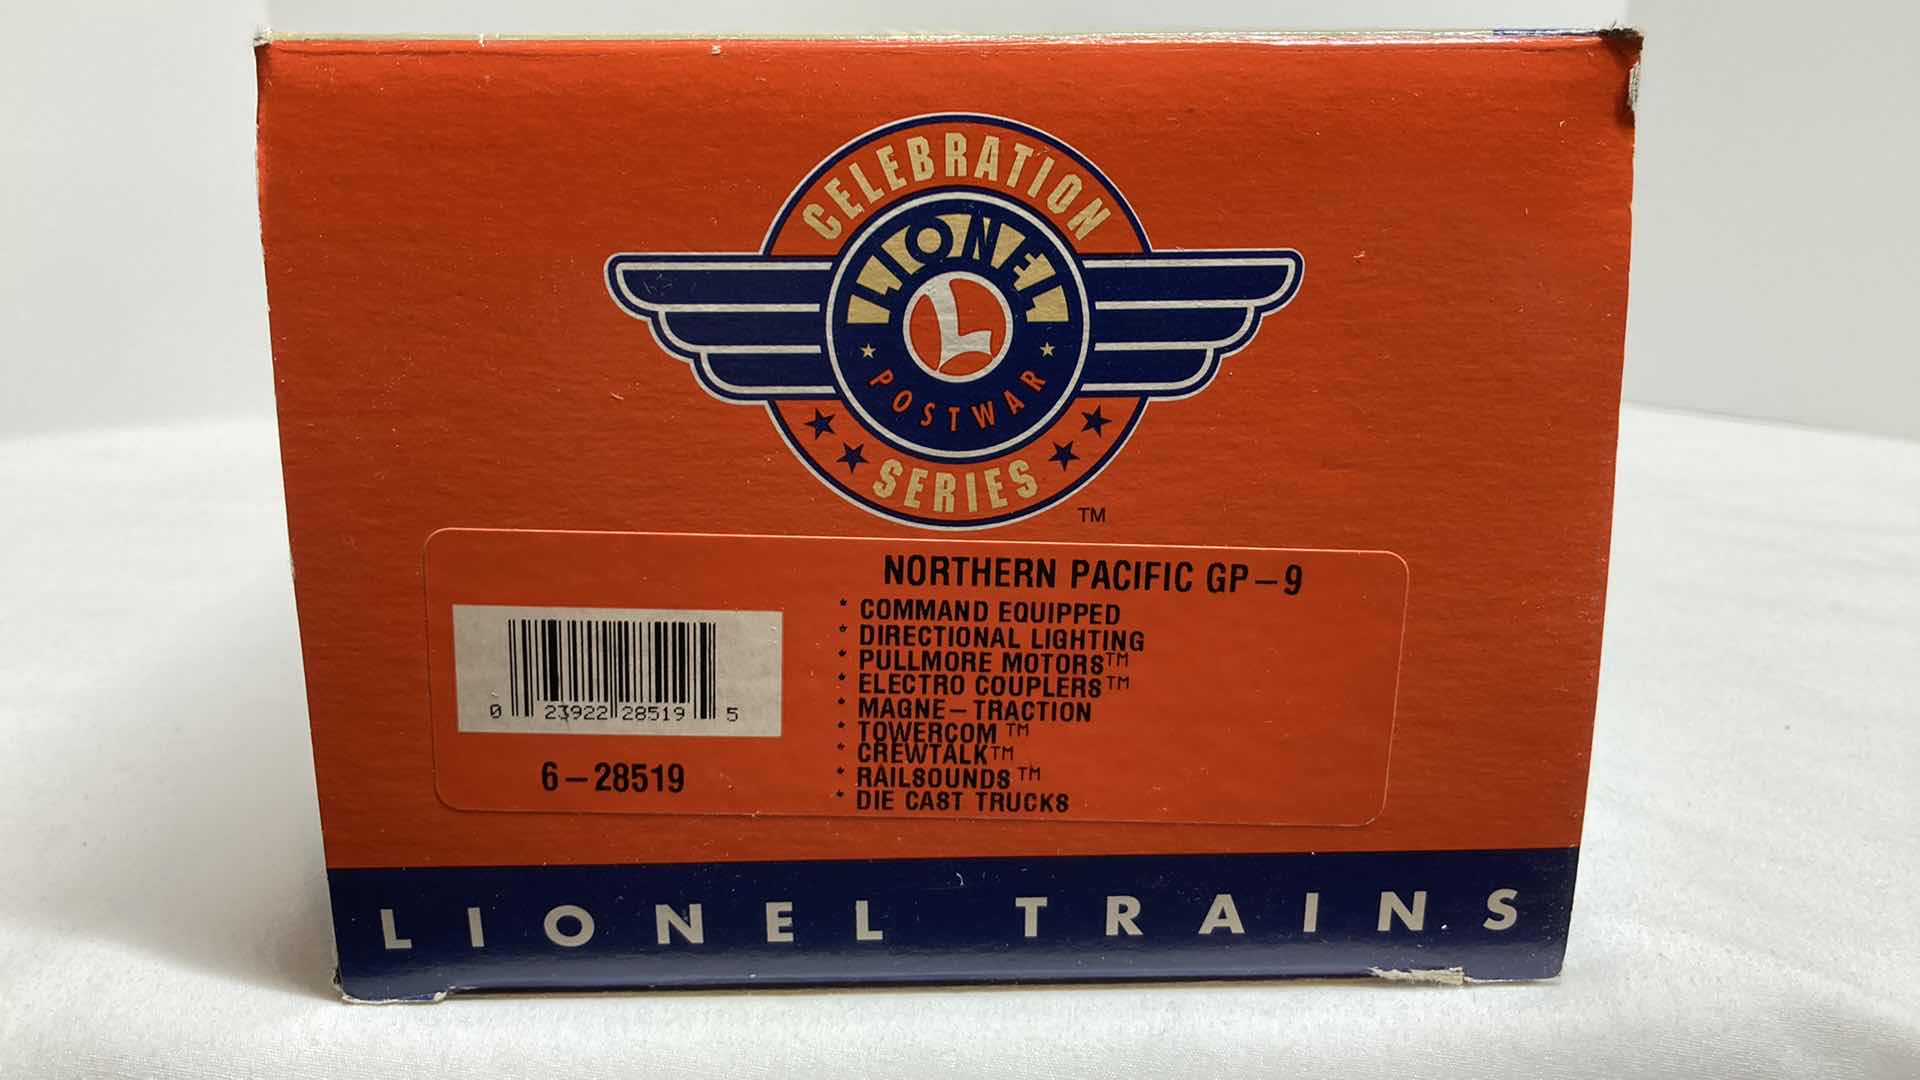 CELEBRATION
LIONEL
L
POSTWAR
SERIES
TM
NORTHERN PACIFIC GP-9
* COMMAND EQUIPPED
* DIRECTIONAL LIGHTING
* PULLMORE MOTORS™
* ELECTRO COUPLERS™
* MAGNE-TRACTION
* TOWERCOM™
* CREWTALK™
* RAILSOUNDS™
* DIE CAST TRUCKS
0 23922 28519 5
6-28519
LIONEL TRAINS